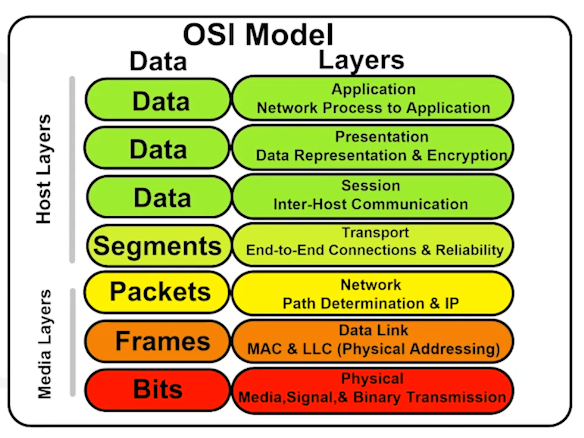 OSI Model
Data
Layers
Host Layers
Data
Application
Network Process to Application
Data
Presentation
Data Representation & Encryption
Data
Session
Inter-Host Communication
Segments
Transport
End-to-End Connections & Reliability
Media Layers
Packets
Network
Path Determination & IP
Frames
Data Link
MAC & LLC (Physical Addressing)
Bits
Physical
Media,Signal,& Binary Transmission